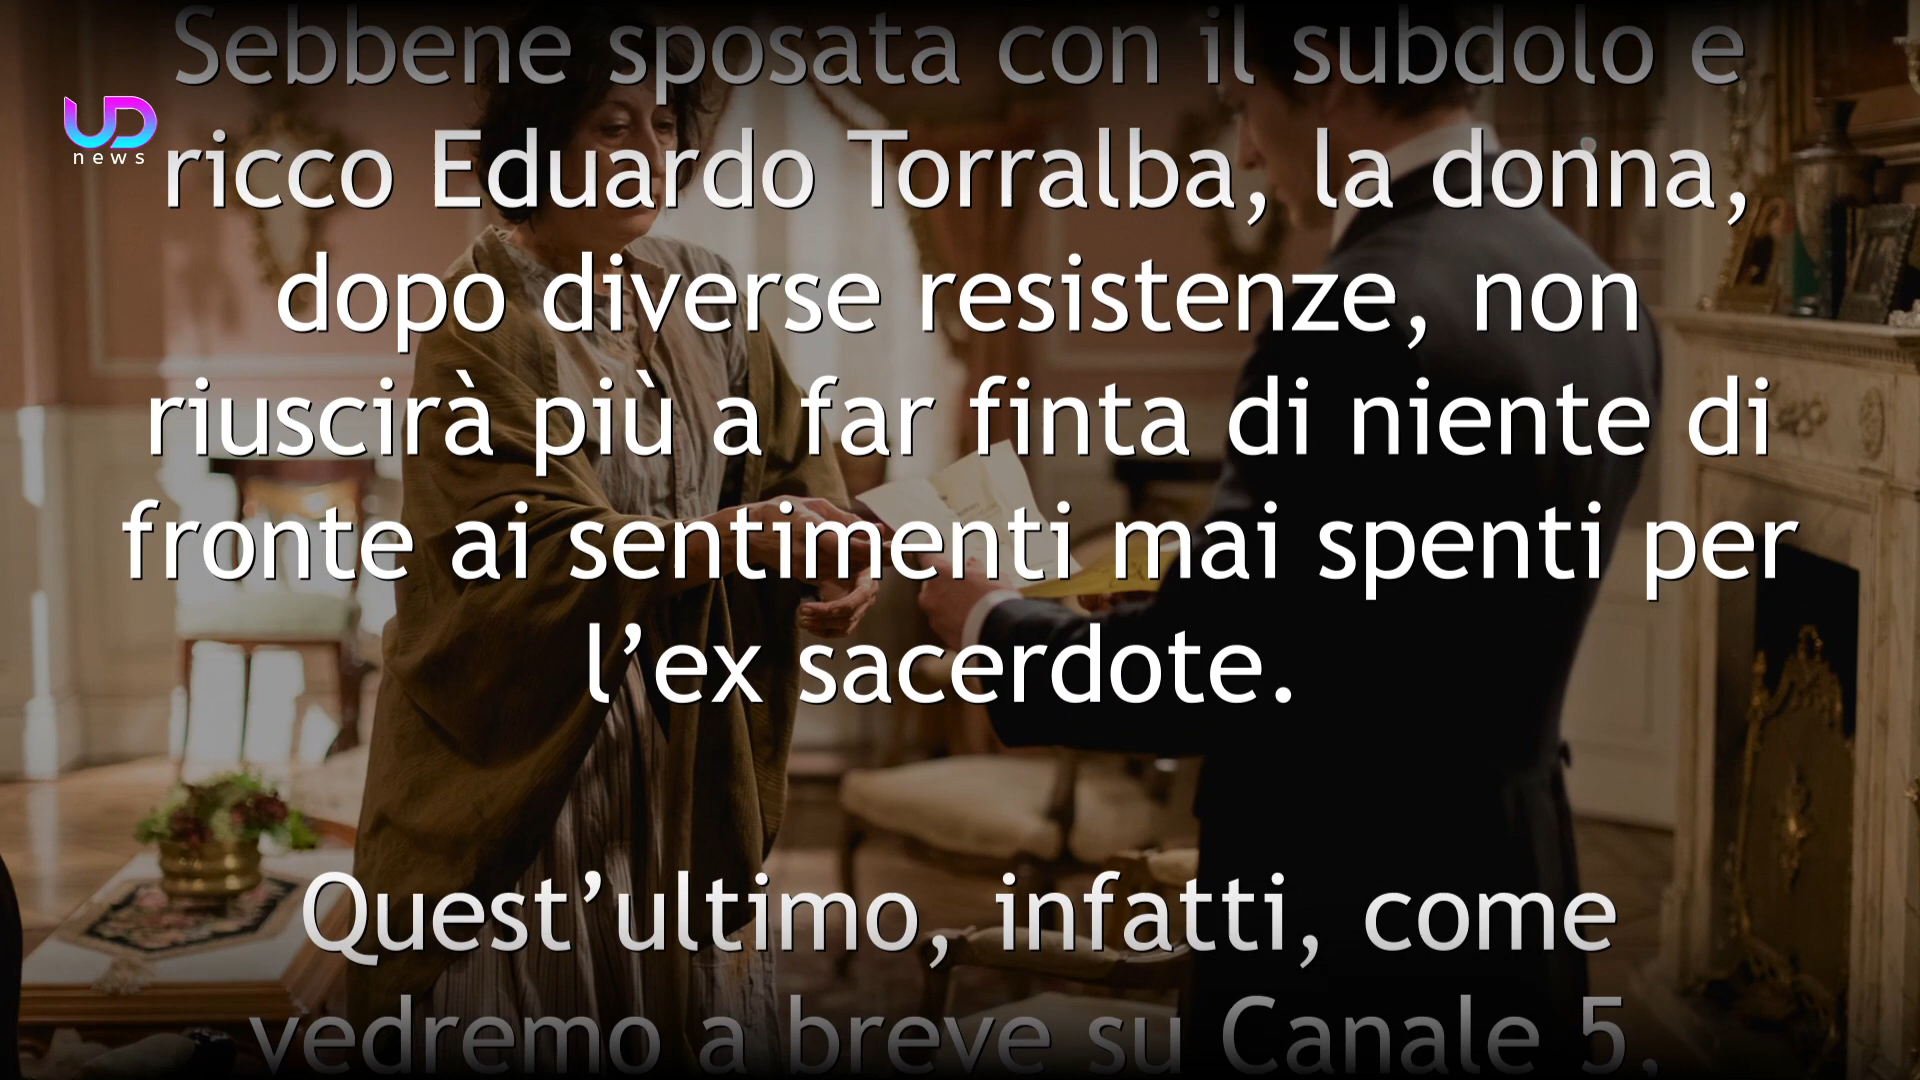 Sebbene sposata con il subdolo e
UD
news
ricco Eduardo Torralba, la donna,
dopo diverse resistenze, non
riuscirà più a far finta di niente di
fronte ai sentimenti mai spenti per
l’ex sacerdote.
Quest’ultimo, infatti, come
vedremo a breve su Canale 5,